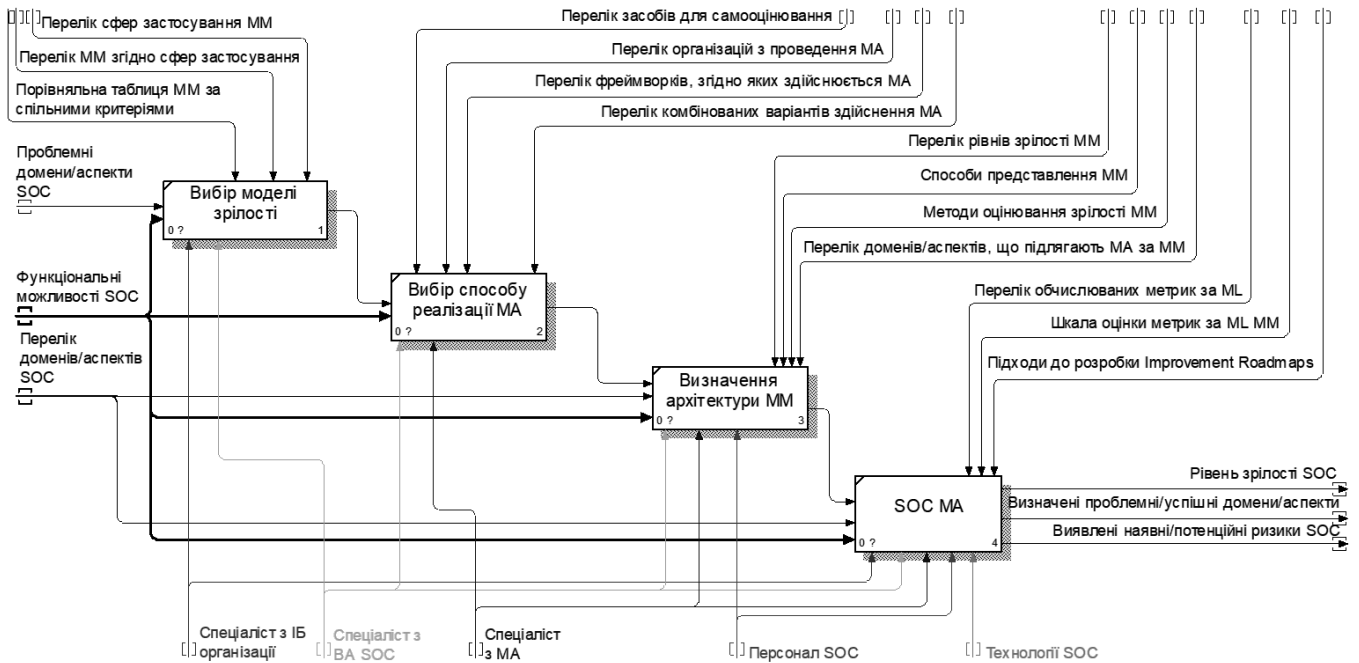 Перелік сфер застосування ММ
Перелік ММ згідно сфер застосування
Порівняльна таблиця ММ за
спільними критеріями
Перелік засобів для самооцінювання
Перелік організацій з проведення МА
Перелік фреймворків, згідно яких здійснюється МА
Перелік комбінованих варіантів здійснення МА
Перелік рівнів зрілості ММ
Способи представлення ММ
Методи оцінювання зрілості ММ
Перелік доменів/аспектів, що підлягають МА за ММ
Перелік обчислюваних метрик за ML
Шкала оцінки метрик за ML ММ
Підходи до розробки Improvement Roadmaps
Проблемні
домени/аспекти
SOC
Вибір моделі
зрілості
0 ?
1
Функціональні
можливості SOC
Вибір способу
реалізації МА
0 ?
2
Перелік
доменів/аспектів
SOC
Визначення
архітектури ММ
0 ?
3
SOC MA
0 ?
4
Рівень зрілості SOC
Визначені проблемні/успішні домени/аспекти
Виявлені наявні/потенційні ризики SOC
Спеціаліст з ІБ
організації
Спеціаліст з
ВА SOC
Спеціаліст
з МА
Персонал SOC
Технології SOC